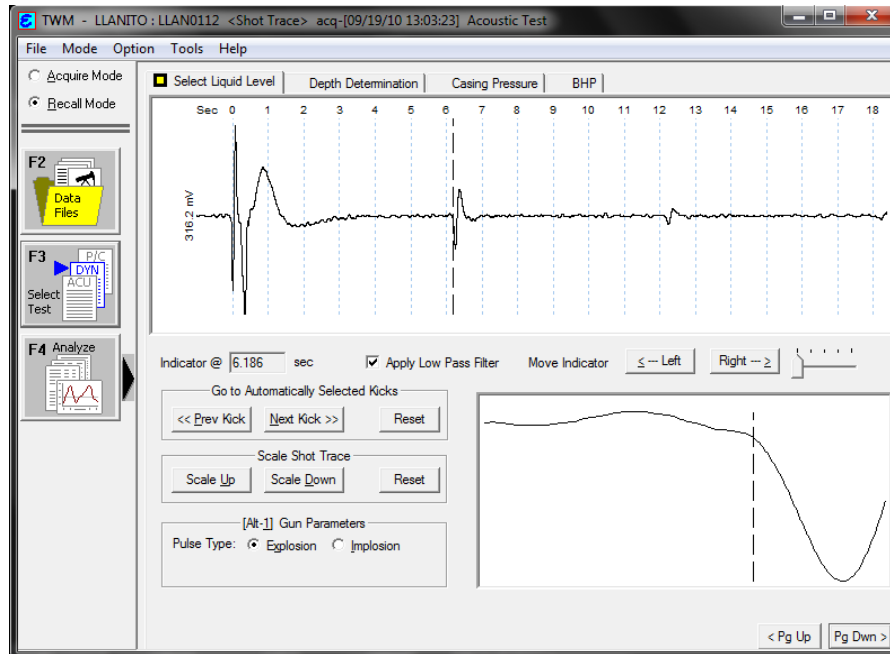 TWM - LLANITO : LLAN0112 <Shot Trace> acq-[09/19/10 13:03:23] Acoustic Test
File Mode Option Tools Help
Acquire Mode
Recall Mode
F2
Data
Files
F3
P/C
DYN
ACU
Select
Test
F4 Analyze
Select Liquid Level
Depth Determination
Casing Pressure
BHP
Sec 0 1 2 3 4 5 6 7 8 9 10 11 12 13 14 15 16 17 18
316.2 mV
Indicator @ 6.186 sec
Apply Low Pass Filter
Move Indicator
< --- Left
Right --- >
Go to Automatically Selected Kicks
<< Prev Kick
Next Kick >>
Reset
Scale Shot Trace
Scale Up
Scale Down
Reset
[Alt-1] Gun Parameters
Pulse Type: Explosion Implosion
< Pg Up
Pg Dwn >